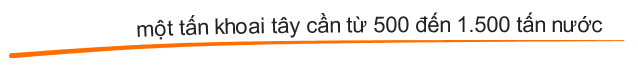 một tấn khoai tây cần từ 500 đến 1.500 tấn nước